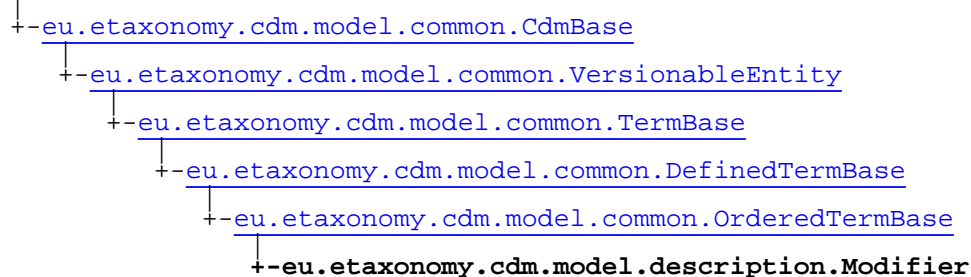 +-eu.etaxonomy.cdm.model.common.CdmBase
+-eu.etaxonomy.cdm.model.common.VersionableEntity
+-eu.etaxonomy.cdm.model.common.TermBase
+-eu.etaxonomy.cdm.model.common.DefinedTermBase
+-eu.etaxonomy.cdm.model.common.OrderedTermBase
+-eu.etaxonomy.cdm.model.description.Modifier